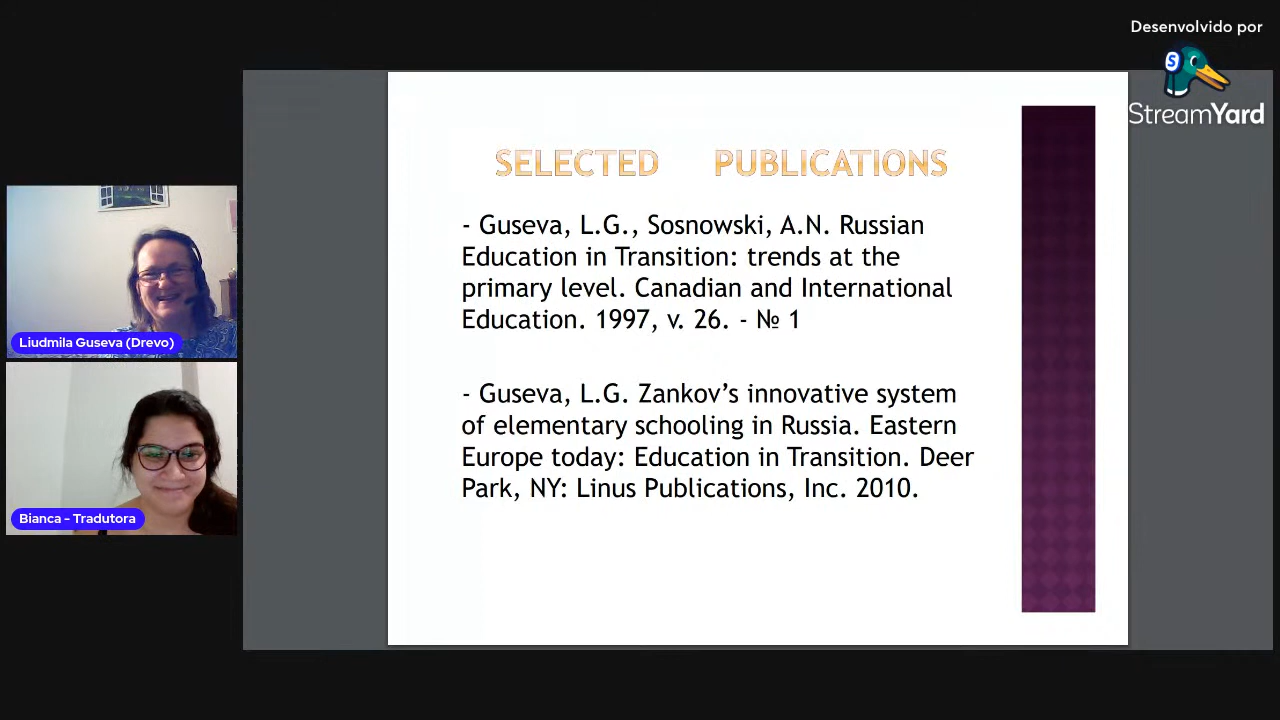 Desenvolvido por
StreamYard
SELECTED PUBLICATIONS
- Guseva, L.G., Sosnowski, A.N. Russian
Education in Transition: trends at the
primary level. Canadian and International
Education. 1997, v. 26. - № 1
- Guseva, L.G. Zankov’s innovative system
of elementary schooling in Russia. Eastern
Europe today: Education in Transition. Deer
Park, NY: Linus Publications, Inc. 2010.
Liudmila Guseva (Drevo)
Bianca - Tradutora